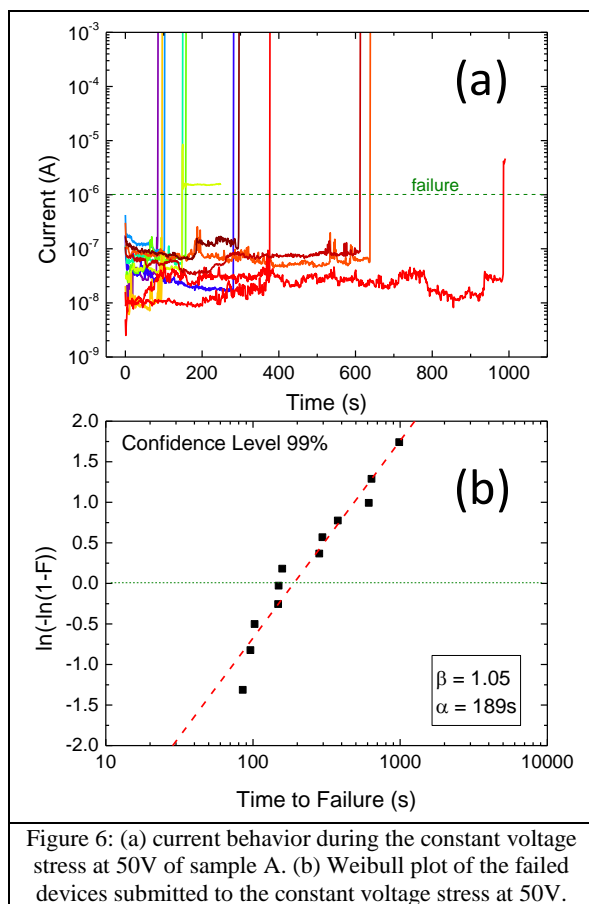 (a)
10^-3
10^-4
10^-5
10^-6
10^-7
10^-8
10^-9
Current (A)
failure
0 200 400 600 800 1000
Time (s)
2.0
1.5
1.0
0.5
0.0
-0.5
-1.0
-1.5
-2.0
ln(-ln(1-F))
Confidence Level 99%
(b)
β = 1.05
α = 189s
10 100 1000 10000
Time to Failure (s)
Figure 6: (a) current behavior during the constant voltage
stress at 50V of sample A. (b) Weibull plot of the failed
devices submitted to the constant voltage stress at 50V.